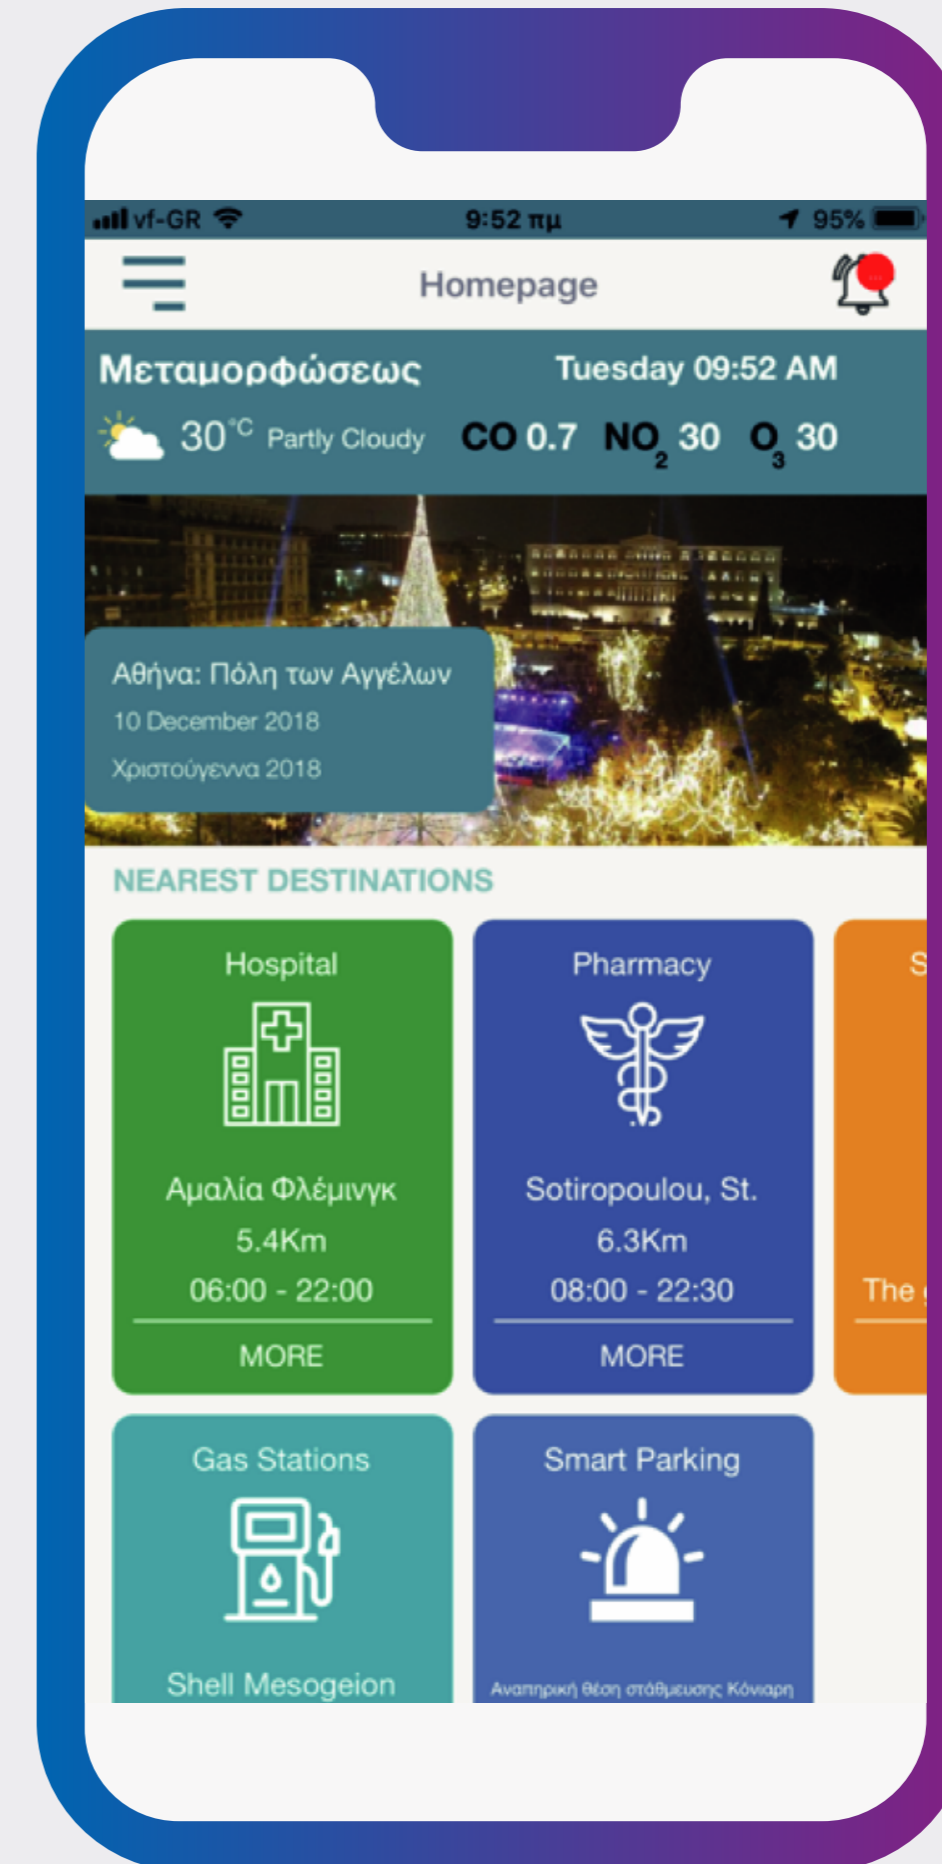 vf-GR 9:52 πμ 95%
Homepage
Μεταμορφώσεως Tuesday 09:52 AM
30°C Partly Cloudy CO 0.7 NO2 30 O3 30
Αθήνα: Πόλη των Αγγέλων
10 December 2018
Χριστούγεννα 2018
NEAREST DESTINATIONS
Hospital
Αμαλία Φλέμινγκ
5.4Km
06:00 - 22:00
MORE
Pharmacy
Sotiropoulou, St.
6.3Km
08:00 - 22:30
MORE
S
The
Gas Stations
Shell Mesogeion
Smart Parking
Αναπηρική θέση στάθμευσης Κόνιαρη